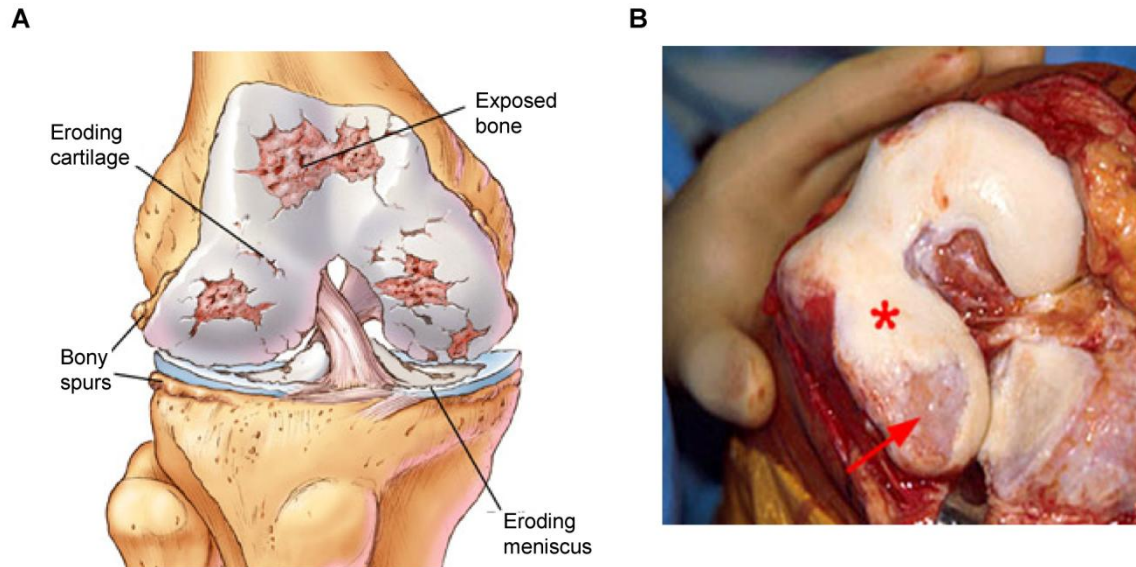 A
B
Exposed
bone
Eroding
cartilage
Bony
spurs
Eroding
meniscus
*